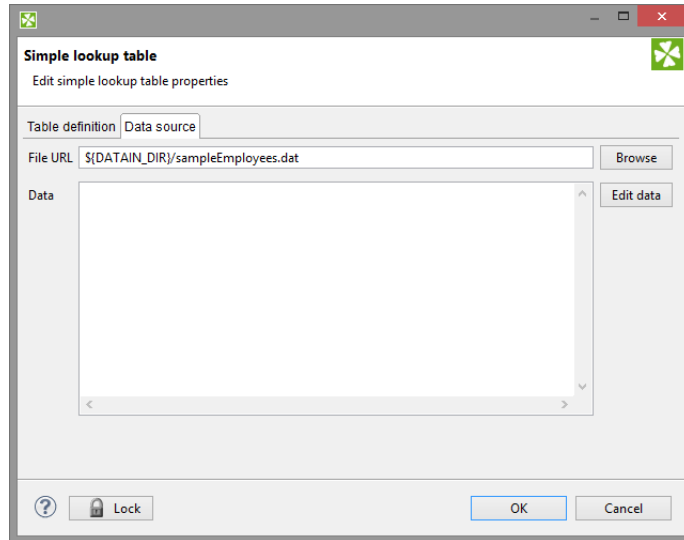 Simple lookup table
Edit simple lookup table properties
Table definition Data source
File URL ${DATAIN_DIR}/sampleEmployees.dat Browse
Data Edit data
Lock OK Cancel